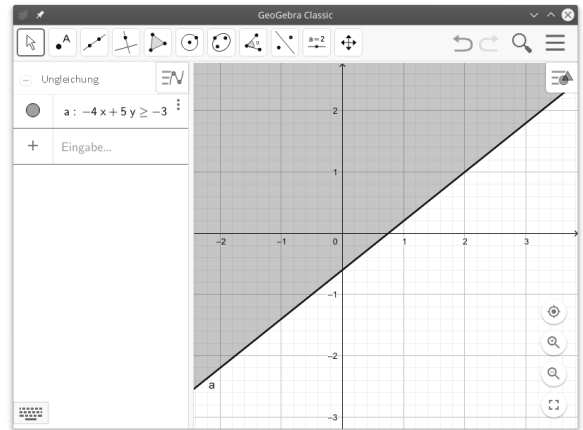 GeoGebra Classic
A
a=2
Ungleichung
a : −4 x + 5 y ≥ −3
Eingabe...
2
1
−2
−1
0
1
2
3
−1
−2
−3
a